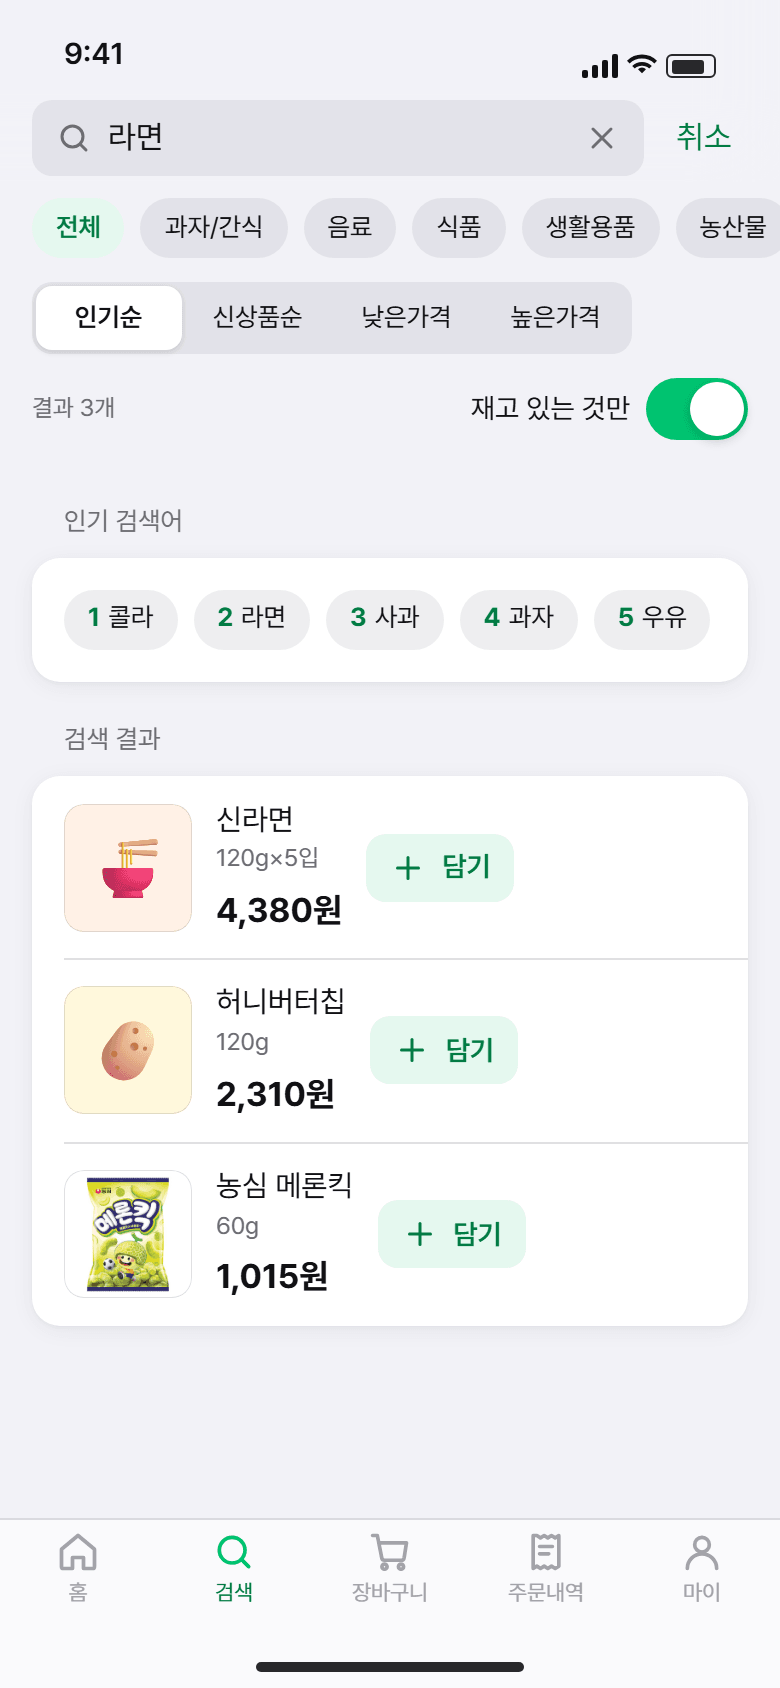 9:41
라면
취소
전체 과자/간식 음료 식품 생활용품 농산물
인기순 신상품순 낮은가격 높은가격
결과 3개 재고 있는 것만
인기 검색어
1 콜라 2 라면 3 사과 4 과자 5 우유
검색 결과
신라면
120g×5입
4,380원
담기
허니버터칩
120g
2,310원
담기
농심
메론킥
농심 메론킥
60g
1,015원
담기
홈 검색 장바구니 주문내역 마이